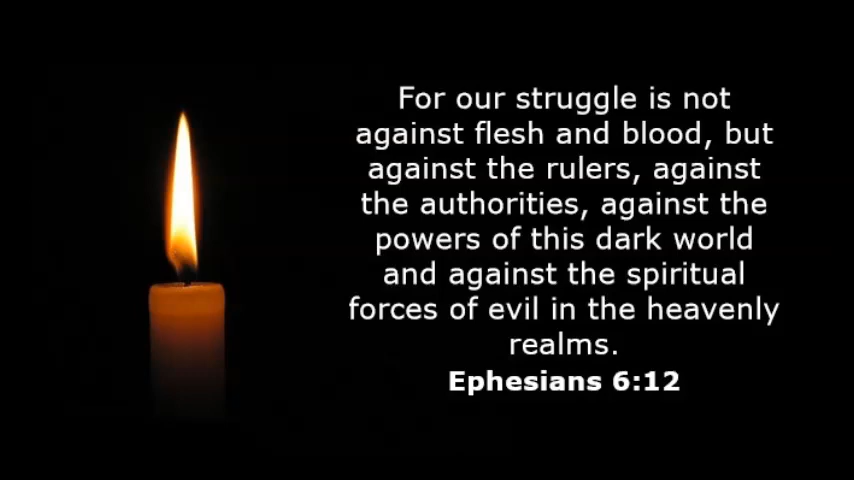 For our struggle is not
against flesh and blood, but
against the rulers, against
the authorities, against the
powers of this dark world
and against the spiritual
forces of evil in the heavenly
realms.
Ephesians 6:12